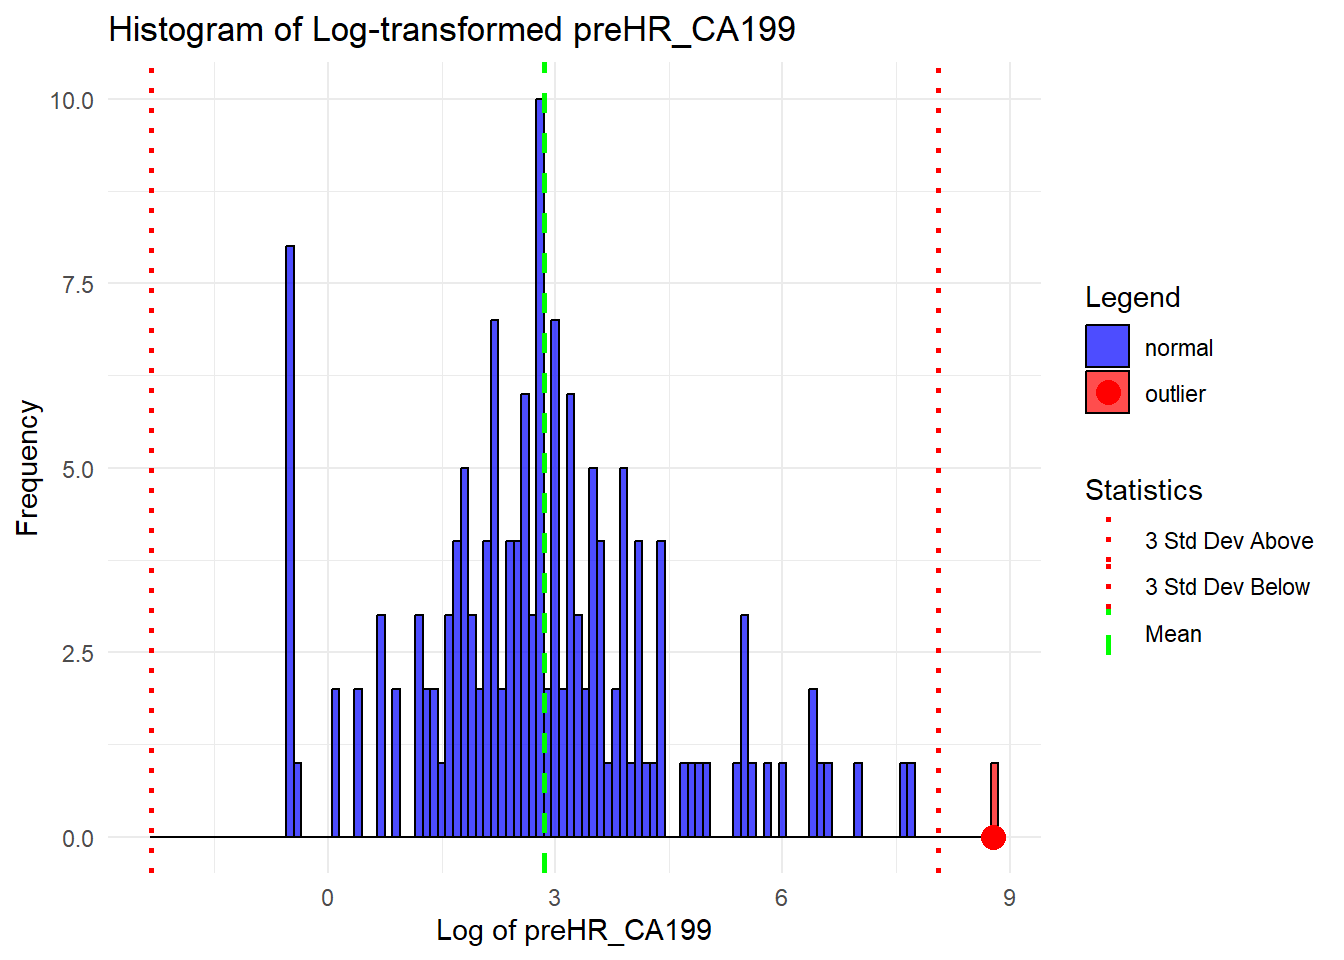 Histogram of Log-transformed preHR_CA199
10.0
7.5
5.0
2.5
0.0
Frequency
0 3 6 9
Log of preHR_CA199
Legend
normal
outlier
Statistics
3 Std Dev Above
3 Std Dev Below
Mean